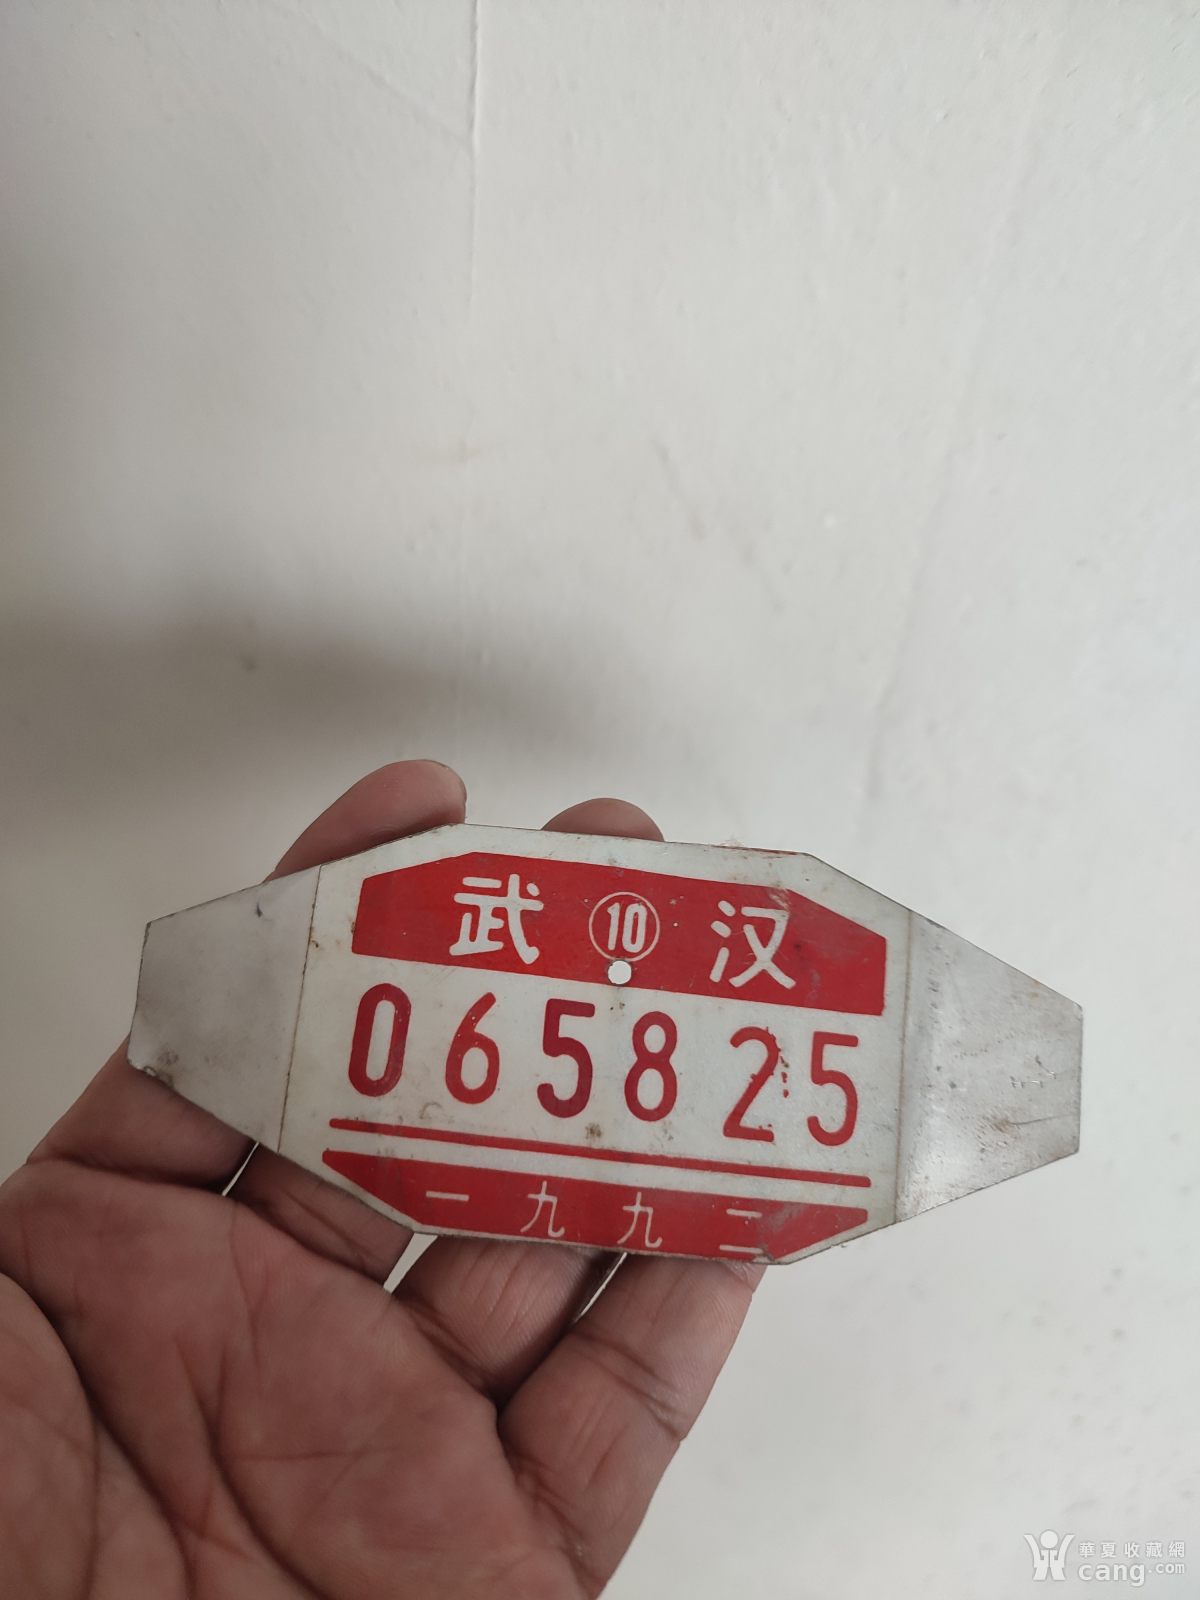 武 ⑩ 汉
065825
一九九二
華夏收藏網
cang.com